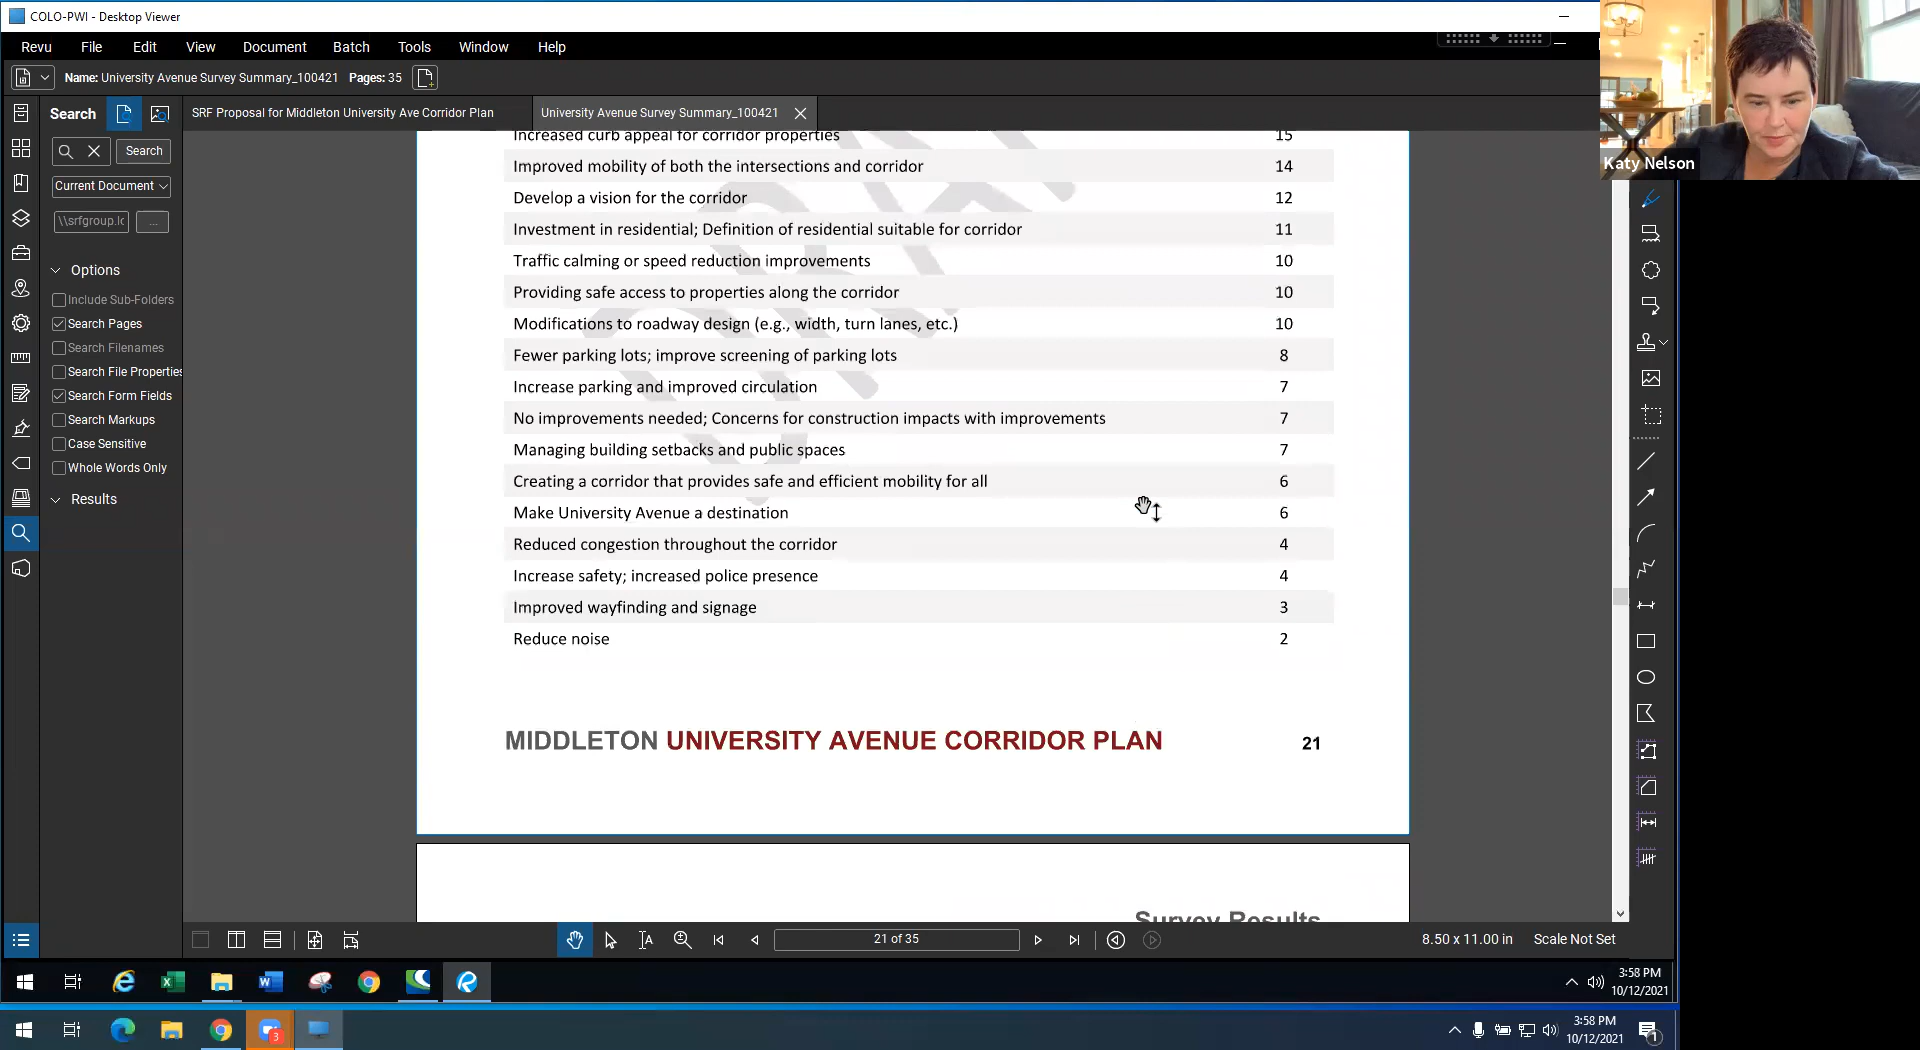 COLO-PWI - Desktop Viewer
Revu File Edit View Document Batch Tools Window Help
Name: University Avenue Survey Summary_100421 Pages: 35
Search
SRF Proposal for Middleton University Ave Corridor Plan
University Avenue Survey Summary_100421
Search
Current Document
\\srfgroup.lc
...
Options
Include Sub-Folders
Search Pages
Search Filenames
Search File Properties
Search Form Fields
Search Markups
Case Sensitive
Whole Words Only
Results
Increased curb appeal for corridor properties 15
Improved mobility of both the intersections and corridor 14
Develop a vision for the corridor 12
Investment in residential; Definition of residential suitable for corridor 11
Traffic calming or speed reduction improvements 10
Providing safe access to properties along the corridor 10
Modifications to roadway design (e.g., width, turn lanes, etc.) 10
Fewer parking lots; improve screening of parking lots 8
Increase parking and improved circulation 7
No improvements needed; Concerns for construction impacts with improvements 7
Managing building setbacks and public spaces 7
Creating a corridor that provides safe and efficient mobility for all 6
Make University Avenue a destination 6
Reduced congestion throughout the corridor 4
Increase safety; increased police presence 4
Improved wayfinding and signage 3
Reduce noise 2
MIDDLETON UNIVERSITY AVENUE CORRIDOR PLAN 21
Survey Results
Katy Nelson
21 of 35
8.50 x 11.00 in Scale Not Set
3:58 PM
10/12/2021
3:58 PM
10/12/2021
3
1